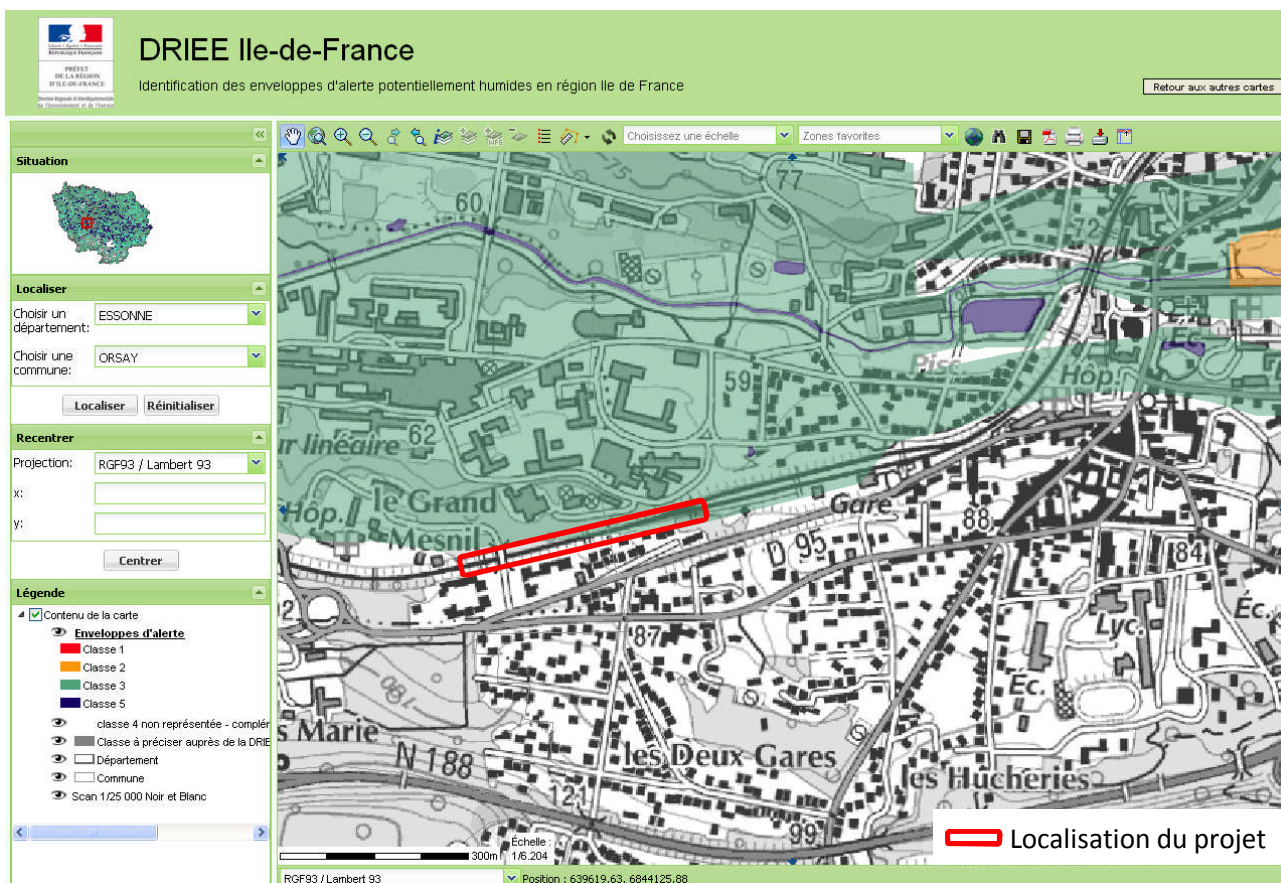 DRIEE Ile-de-France
PRÉFET
DE LA RÉGION
D'ILE-DE-FRANCE
Identification des enveloppes d'alerte potentiellement humides en région Ile de France
Retour aux autres cartes
Choisissez une échelle
Zones favorites
Situation
Localiser
Choisir un département:
ESSONNE
Choisir une commune:
ORSAY
Localiser
Réinitialiser
Recentrer
Projection:
RGF93 / Lambert 93
x:
y:
Centrer
Légende
Contenu de la carte
Enveloppes d'alerte
Classe 1
Classe 2
Classe 3
Classe 5
classe 4 non représentée - complér
Classe à préciser auprès de la DRIE
Département
Commune
Scan 1/25 000 Noir et Blanc
77
60
72
59
Hôp.
62
r linéaire
le Grand
Mesnil
Hôp.
Gare
88
D 95
84
Éc.
87
Lyc.
180
Éc.
s Marie
N 188
les Deux Gares
les Hucheries
121
99
300m
Échelle :
1/6.204
Localisation du projet
RGF93 / Lambert 93
Position : 639619.63, 6844125.88